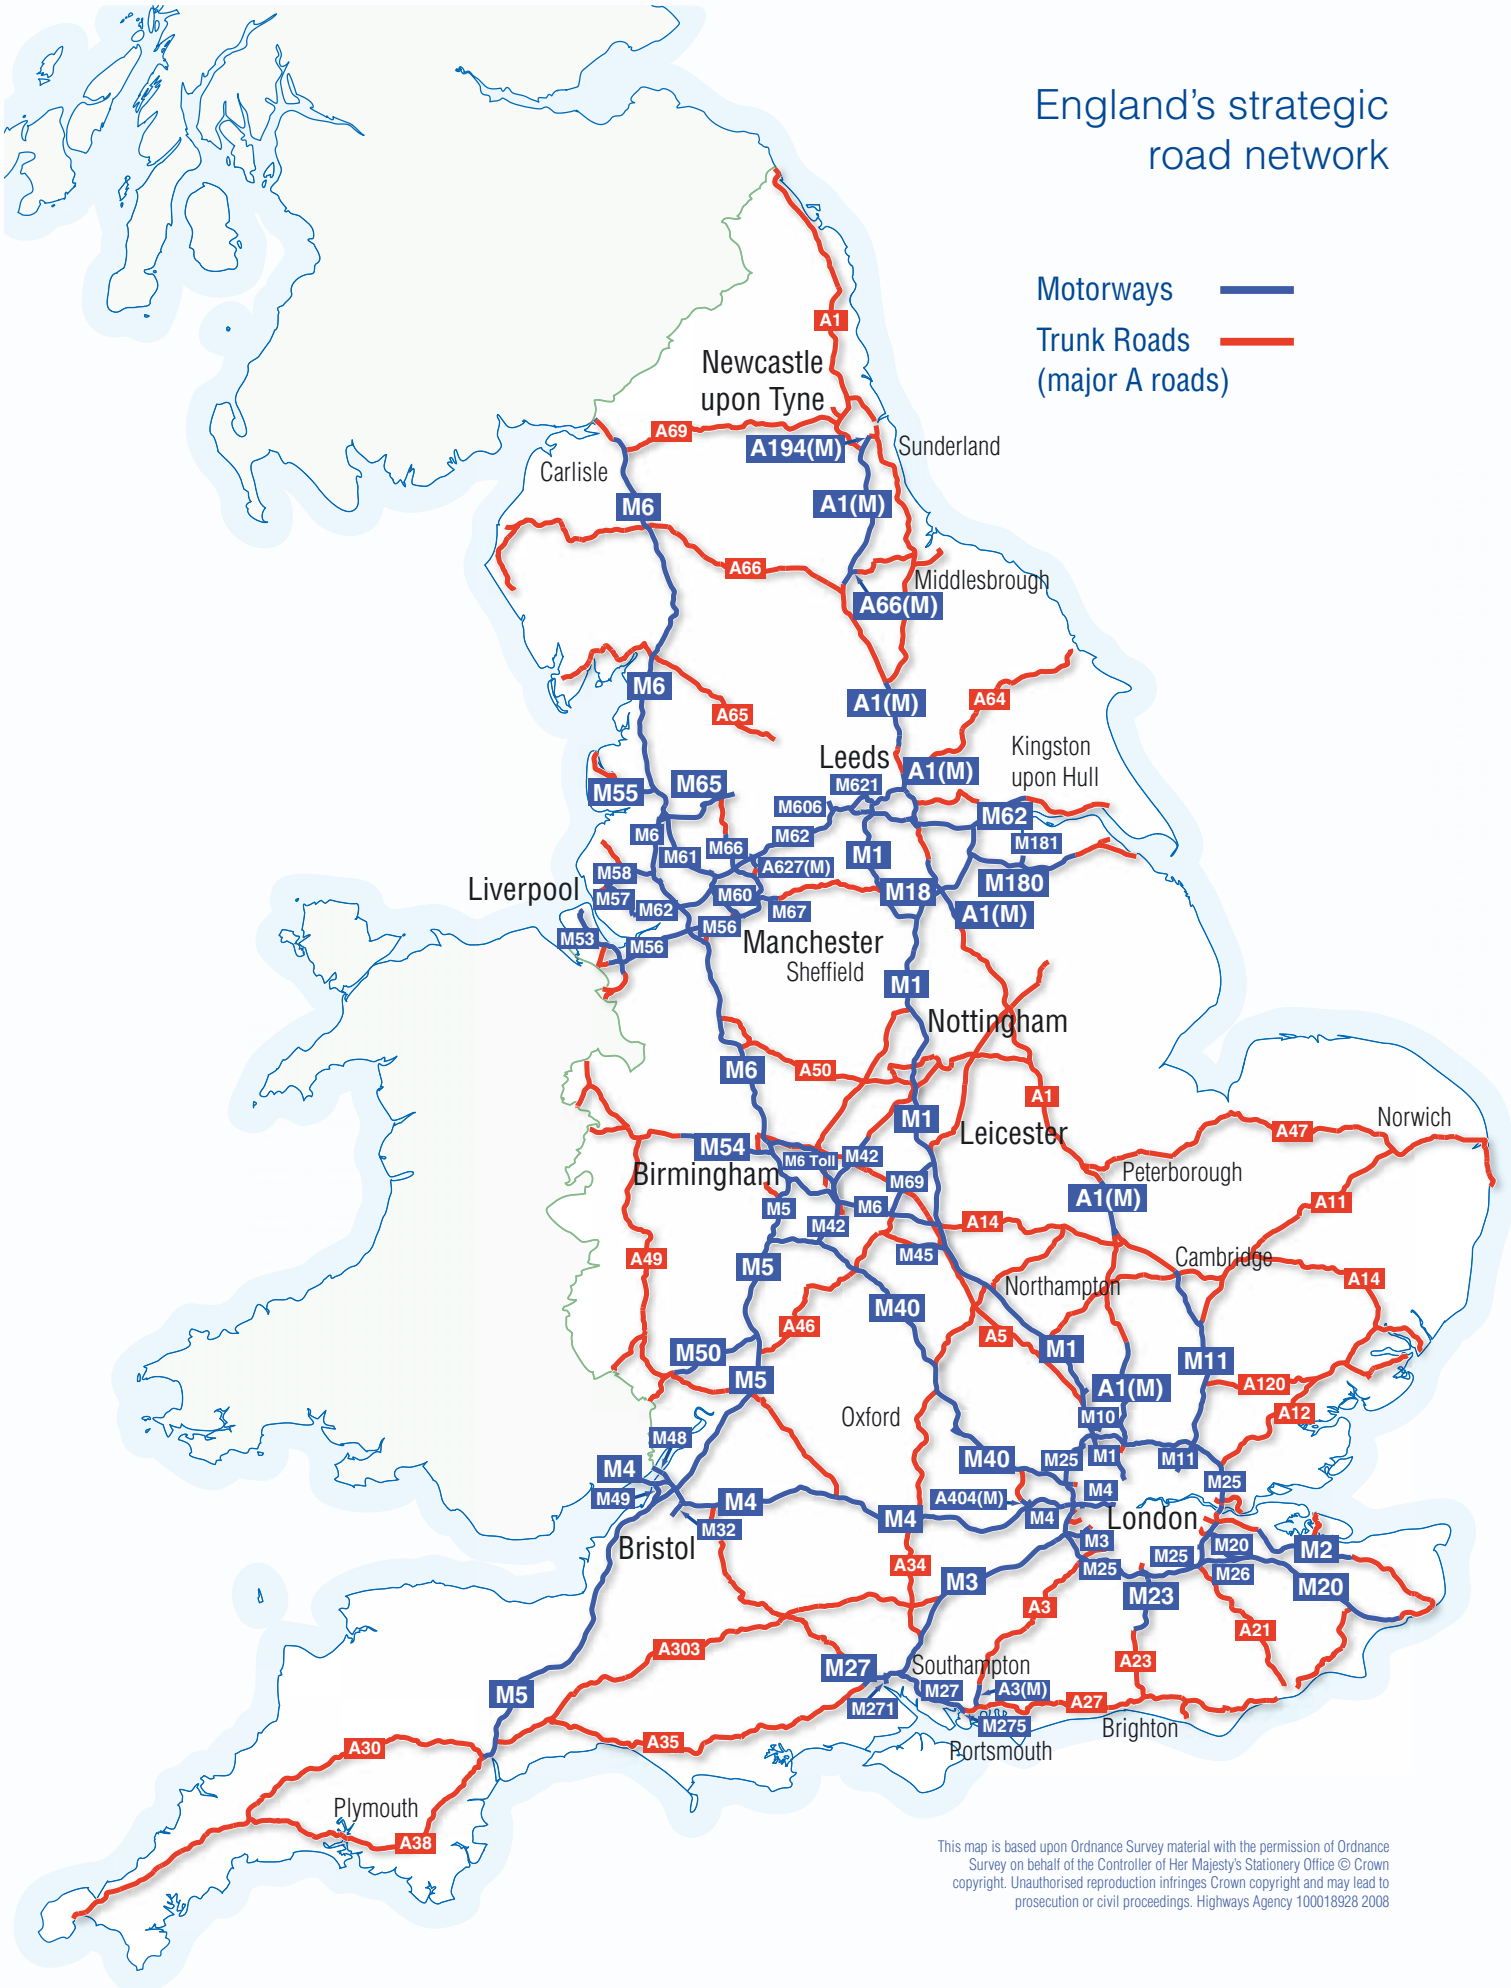 England's strategic
road network
Motorways
Trunk Roads
(major A roads)
A1
Newcastle
upon Tyne
A69
A194(M)
Sunderland
Carlisle
M6
A1(M)
A66
Middlesbrough
A66(M)
M6
A1(M)
A64
A65
Leeds
Kingston
upon Hull
A1(M)
M55
M65
M621
M606
M62
M6
M62
M181
M66
M61
M1
A627(M)
M58
Liverpool
M57
M60
M18
M180
M62
M67
A1(M)
M56
M53
M56
Manchester
Sheffield
M1
Nottingham
M6
A50
A1
M1
Leicester
A47
Norwich
M54
M42
M6 Toll
Birmingham
Peterborough
M69
A1(M)
A11
M5
M6
M42
A14
A49
M45
Cambridge
M5
Northampton
A14
M40
A46
A5
M50
M1
M11
M5
A1(M)
A120
Oxford
M10
A12
M48
M40
M25
M1
M11
M4
M25
M49
M4
A404(M)
M4
M32
M4
M4
London
Bristol
M3
M20
M2
M25
A34
M25
M26
M3
M23
M20
A3
A21
A303
A23
M27
Southampton
M5
M27
A3(M)
A27
M271
M275
Brighton
A30
A35
Portsmouth
Plymouth
A38
This map is based upon Ordnance Survey material with the permission of Ordnance
Survey on behalf of the Controller of Her Majesty's Stationery Office © Crown
copyright. Unauthorised reproduction infringes Crown copyright and may lead to
prosecution or civil proceedings. Highways Agency 100018928 2008